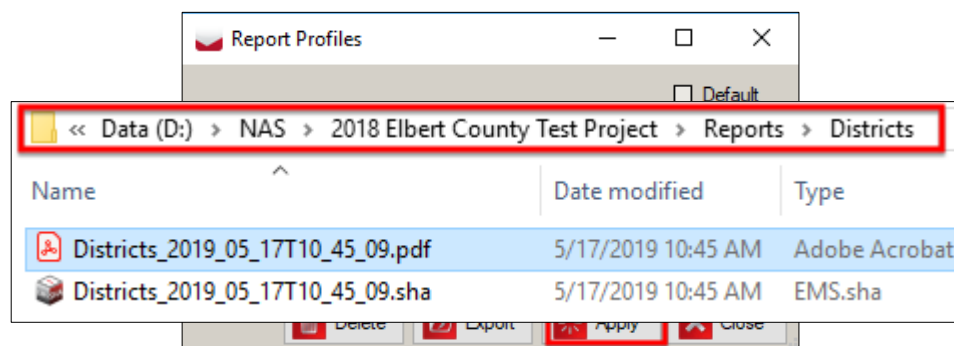 Report Profiles
Default
« Data (D:) > NAS > 2018 Elbert County Test Project > Reports > Districts
Name Date modified Type
Districts_2019_05_17T10_45_09.pdf 5/17/2019 10:45 AM Adobe Acrobat
Districts_2019_05_17T10_45_09.sha 5/17/2019 10:45 AM EMS.sha
Delete Export Apply Close